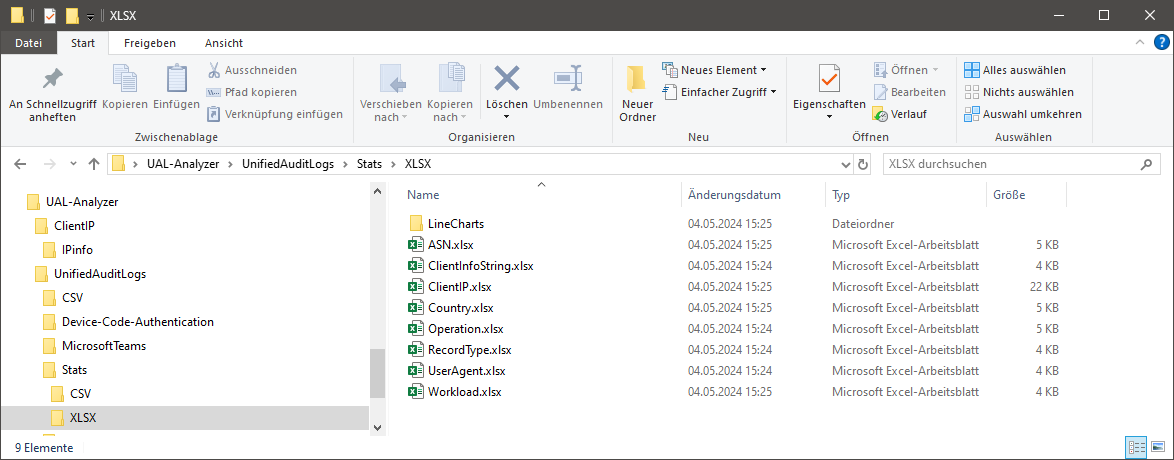 XLSX
Datei Start Freigeben Ansicht
An Schnellzugriff anheften
Kopieren
Einfügen
Ausschneiden
Pfad kopieren
Verknüpfung einfügen
Zwischenablage
Verschieben nach
Kopieren nach
Löschen
Umbenennen
Organisieren
Neuer Ordner
Neues Element
Einfacher Zugriff
Neu
Eigenschaften
Öffnen
Bearbeiten
Verlauf
Öffnen
Alles auswählen
Nichts auswählen
Auswahl umkehren
Auswählen
UAL-Analyzer UnifiedAuditLogs Stats XLSX
XLSX durchsuchen
UAL-Analyzer
ClientIP
IPinfo
UnifiedAuditLogs
CSV
Device-Code-Authentication
MicrosoftTeams
Stats
CSV
XLSX
Name Änderungsdatum Typ Größe
LineCharts 04.05.2024 15:25 Dateiordner
ASN.xlsx 04.05.2024 15:25 Microsoft Excel-Arbeitsblatt 5 KB
ClientInfoString.xlsx 04.05.2024 15:24 Microsoft Excel-Arbeitsblatt 4 KB
ClientIP.xlsx 04.05.2024 15:25 Microsoft Excel-Arbeitsblatt 22 KB
Country.xlsx 04.05.2024 15:25 Microsoft Excel-Arbeitsblatt 5 KB
Operation.xlsx 04.05.2024 15:24 Microsoft Excel-Arbeitsblatt 5 KB
RecordType.xlsx 04.05.2024 15:24 Microsoft Excel-Arbeitsblatt 4 KB
UserAgent.xlsx 04.05.2024 15:24 Microsoft Excel-Arbeitsblatt 4 KB
Workload.xlsx 04.05.2024 15:24 Microsoft Excel-Arbeitsblatt 4 KB
9 Elemente